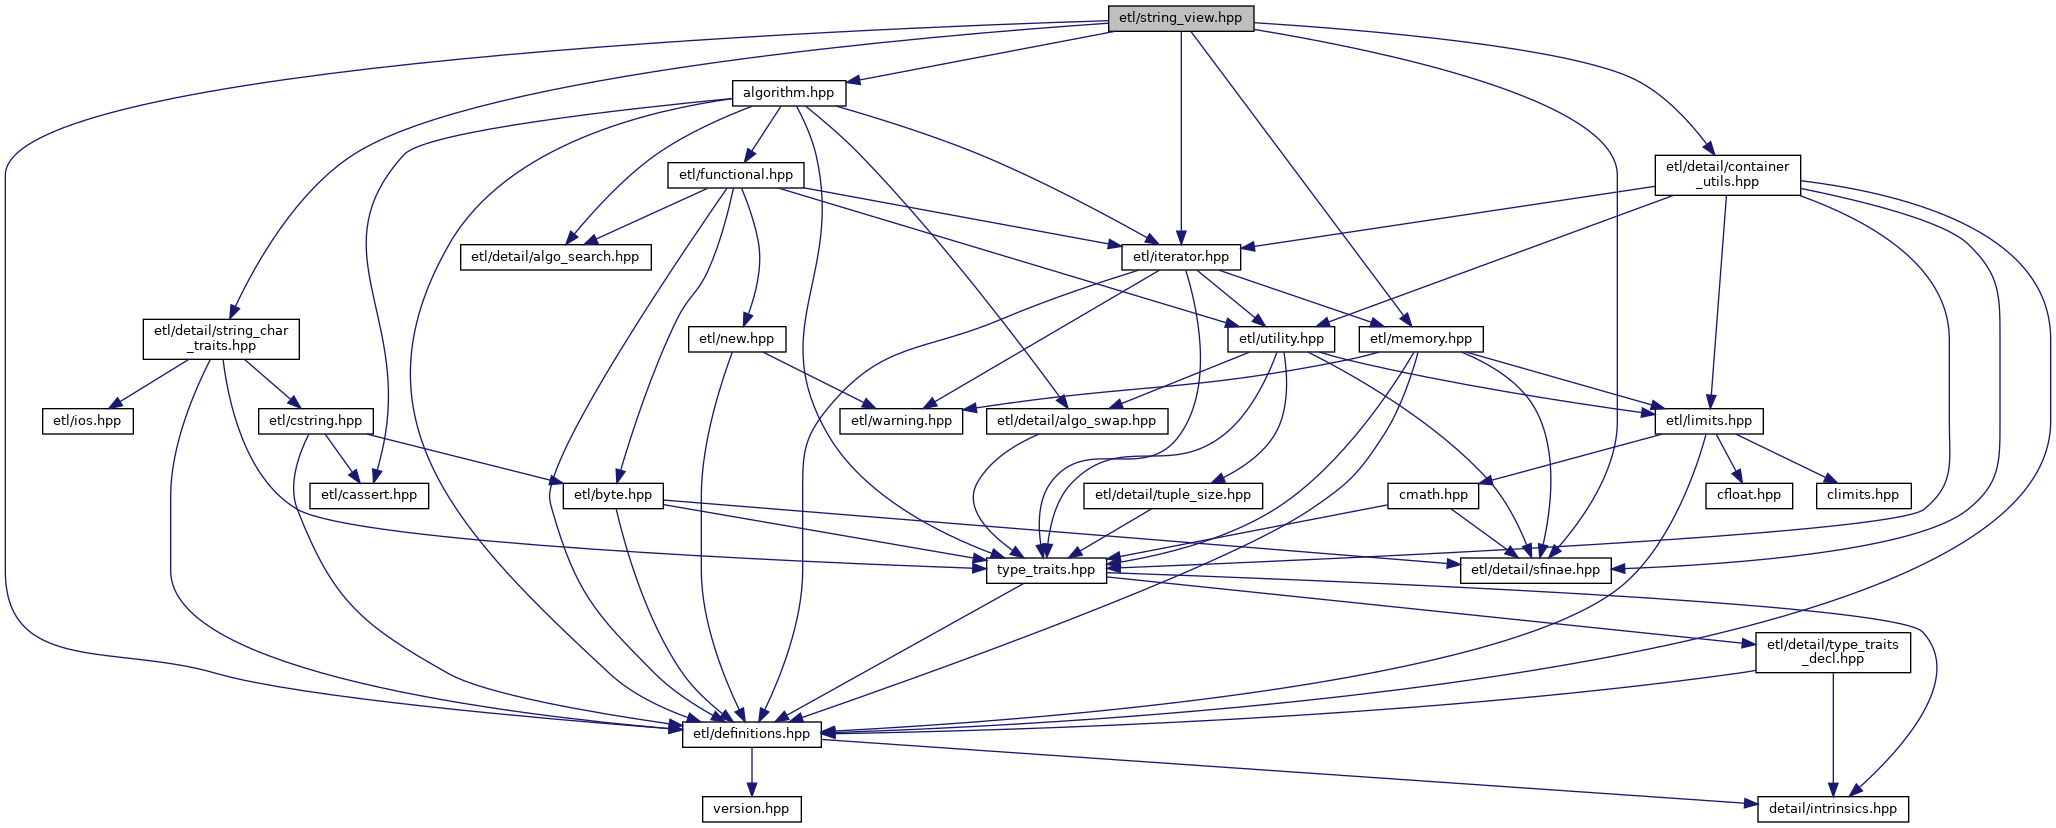 etl/string_view.hpp
algorithm.hpp
etl/detail/container
_utils.hpp
etl/functional.hpp
etl/detail/algo_search.hpp
etl/iterator.hpp
etl/detail/string_char
_traits.hpp
etl/new.hpp
etl/utility.hpp
etl/memory.hpp
etl/ios.hpp
etl/cstring.hpp
etl/warning.hpp
etl/detail/algo_swap.hpp
etl/limits.hpp
etl/cassert.hpp
etl/byte.hpp
etl/detail/tuple_size.hpp
cmath.hpp
cfloat.hpp
climits.hpp
type_traits.hpp
etl/detail/sfinae.hpp
etl/detail/type_traits
_decl.hpp
etl/definitions.hpp
version.hpp
detail/intrinsics.hpp